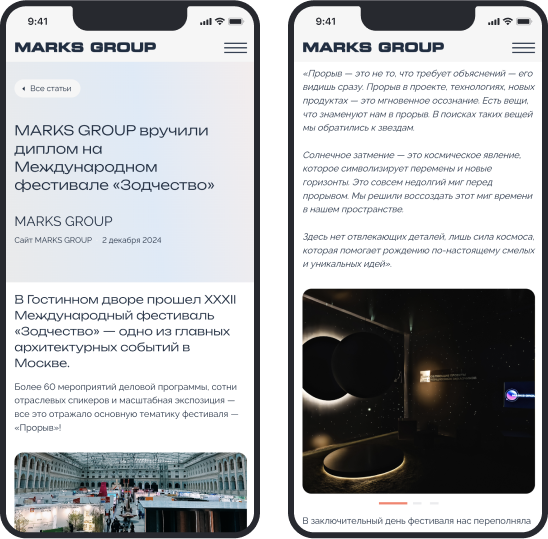 9:41
MARKS GROUP
Все статьи
MARKS GROUP вручили
диплом на
Международном
фестивале «Зодчество»
MARKS GROUP
Сайт MARKS GROUP 2 декабря 2024
В Гостинном дворе прошел XXXII
Международный фестиваль
«Зодчество» — одно из главных
архитектурных событий в
Москве.
Более 60 мероприятий деловой программы, сотни
отраслевых спикеров и масштабная экспозиция —
все это отражало основную тематику фестиваля —
«Прорыв»!
9:41
MARKS GROUP
«Прорыв — это не то, что требует объяснений — его
видишь сразу. Прорыв в проекте, технологиях, новых
продуктах — это мгновенное осознание. Есть вещи,
что знаменуют нам в прорыв. В поисках таких вещей
мы обратились к звездам.
Солнечное затмение — это космическое явление,
которое символизирует перемены и новые
горизонты. Это совсем недолгий миг перед
прорывом. Мы решили воссоздать этот миг времени
в нашем пространстве.
Здесь нет отвлекающих деталей, лишь сила космоса,
которая помогает рождению по-настоящему смелых
и уникальных идей».
В заключительный день фестиваля нас переполняла